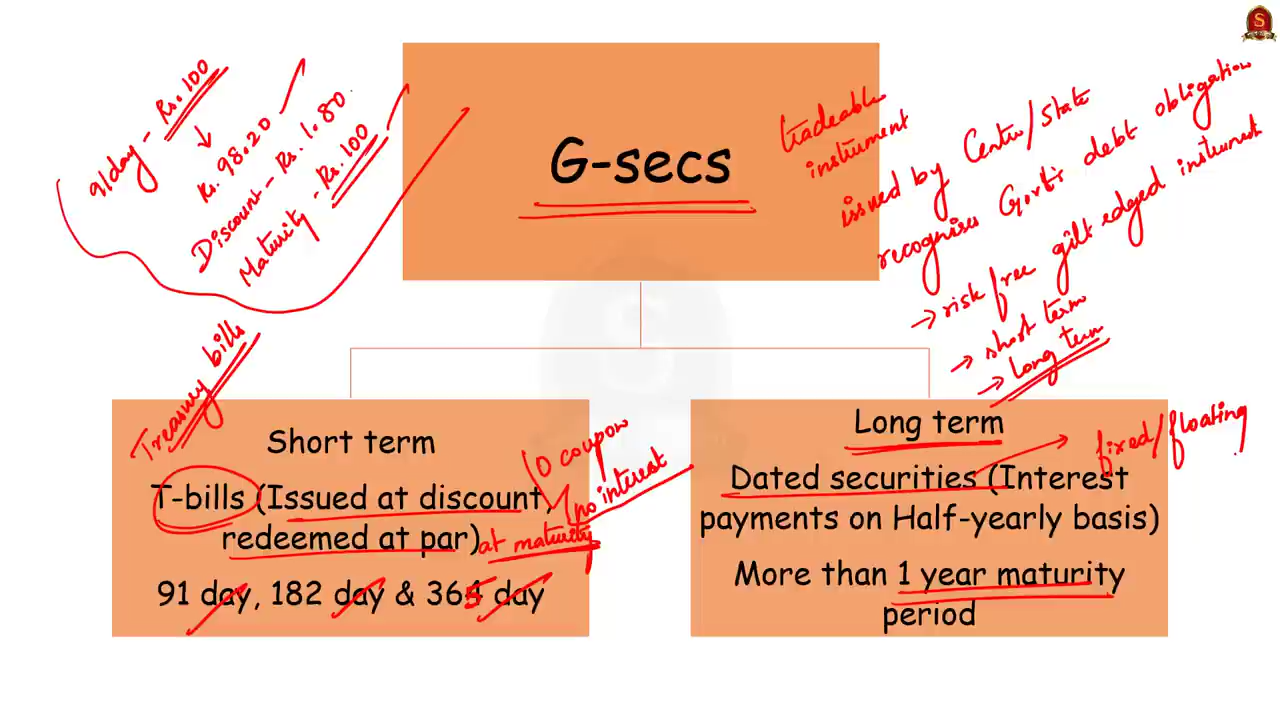 91day - Rs.100
Rs. 98.20
Discount - Rs. 1.80
Maturity - Rs.100
G-secs
tradeable
instrument
issued by Centre/State
recognises Govt's debt obligation
→ risk free gilt edged instrument
→ short term
→ long term
Treasury bills
Short term
T-bills (Issued at discount,
redeemed at par) at maturity
0 coupon
no interest
91 day, 182 day & 365 day
Long term
fixed/floating
Dated securities (Interest
payments on Half-yearly basis)
More than 1 year maturity
period
S